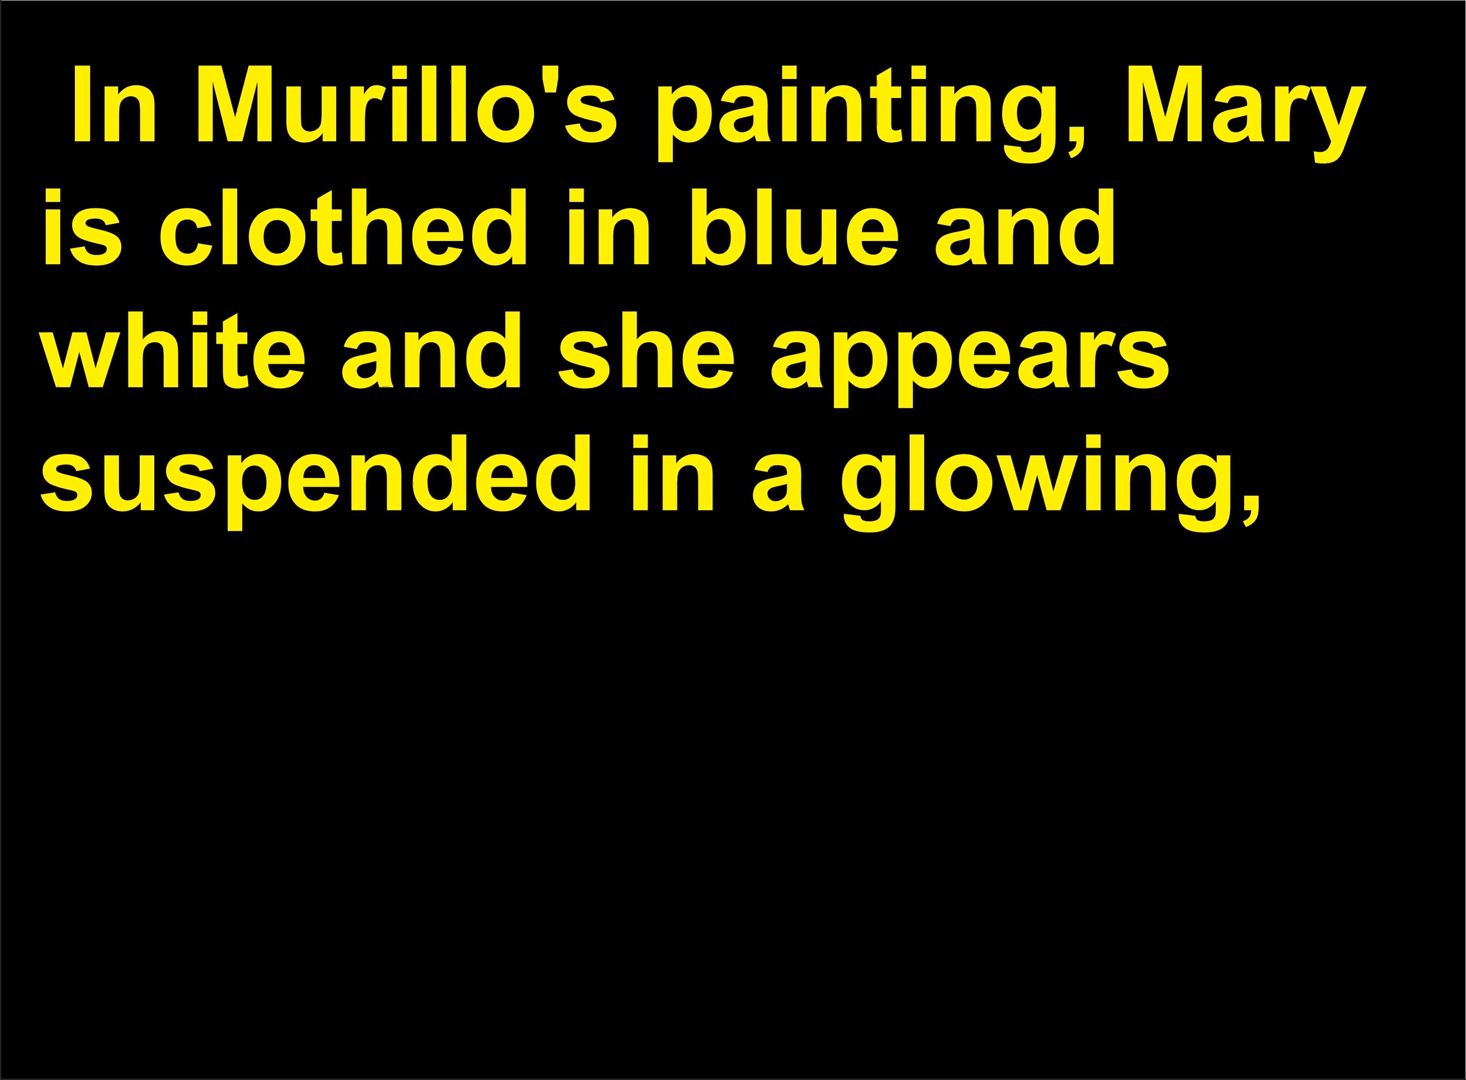 In Murillo's painting, Mary
is clothed in blue and
white and she appears
suspended in a glowing,